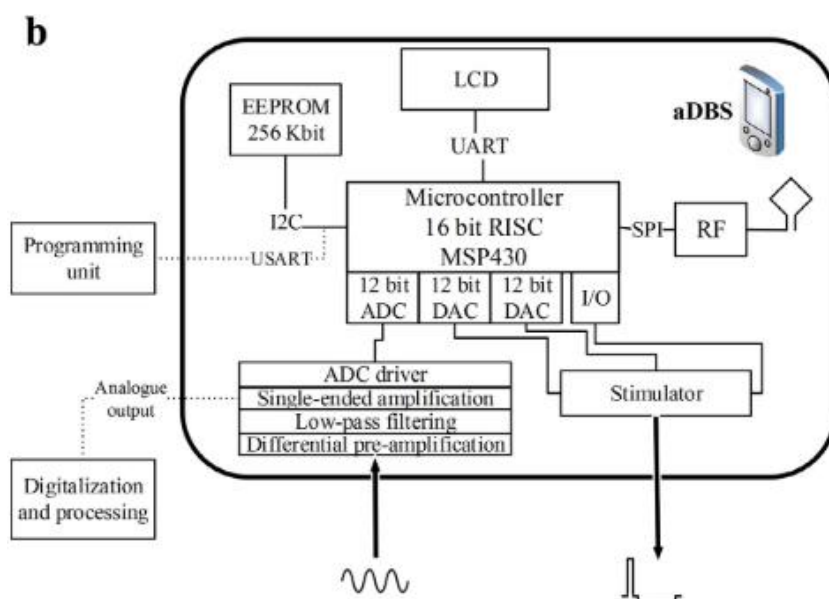 b
LCD
EEPROM
256 Kbit
aDBS
UART
Microcontroller
16 bit RISC
MSP430
I2C
SPI
RF
Programming
unit
USART
12 bit
ADC
12 bit
DAC
12 bit
DAC
I/O
ADC driver
Single-ended amplification
Low-pass filtering
Differential pre-amplification
Stimulator
Analogue
output
Digitalization
and processing